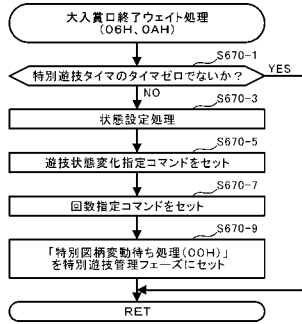 大入賞口終了ウェイト処理
(06H、0AH)
S670-1
特別遊技タイマのタイマゼロでないか?
YES
NO
S670-3
状態設定処理
S670-5
遊技状態変化指定コマンドをセット
S670-7
回数指定コマンドをセット
S670-9
「特別図柄変動待ち処理(00H)」
を特別遊技管理フェーズにセット
RET